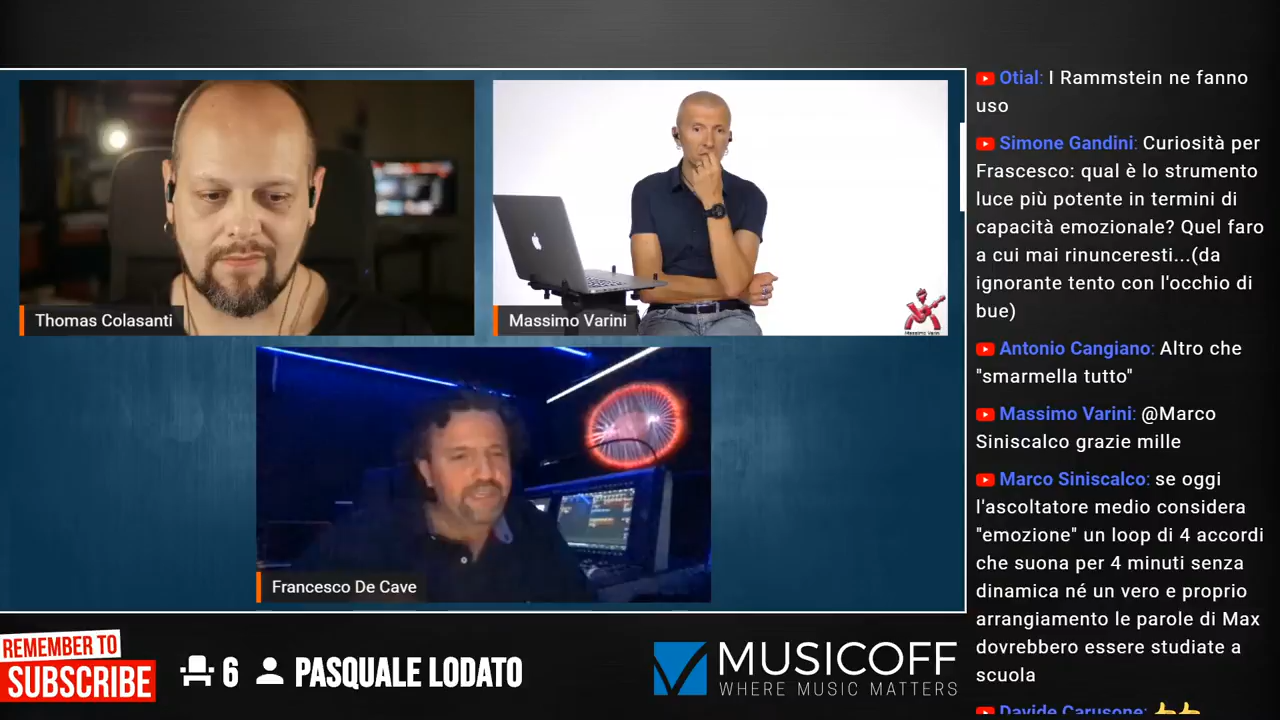 Thomas Colasanti
Massimo Varini
Francesco De Cave
REMEMBER TO
SUBSCRIBE
6 PASQUALE LODATO
MUSICOFF
WHERE MUSIC MATTERS
Otial: I Rammstein ne fanno
uso
Simone Gandini: Curiosità per
Frascesco: qual è lo strumento
luce più potente in termini di
capacità emozionale? Quel faro
a cui mai rinunceresti...(da
ignorante tento con l'occhio di
bue)
Antonio Cangiano: Altro che
"smarmella tutto"
Massimo Varini: @Marco
Siniscalco grazie mille
Marco Siniscalco: se oggi
l'ascoltatore medio considera
"emozione" un loop di 4 accordi
che suona per 4 minuti senza
dinamica né un vero e proprio
arrangiamento le parole di Max
dovrebbero essere studiate a
scuola
Davide Carusone: 👍👍